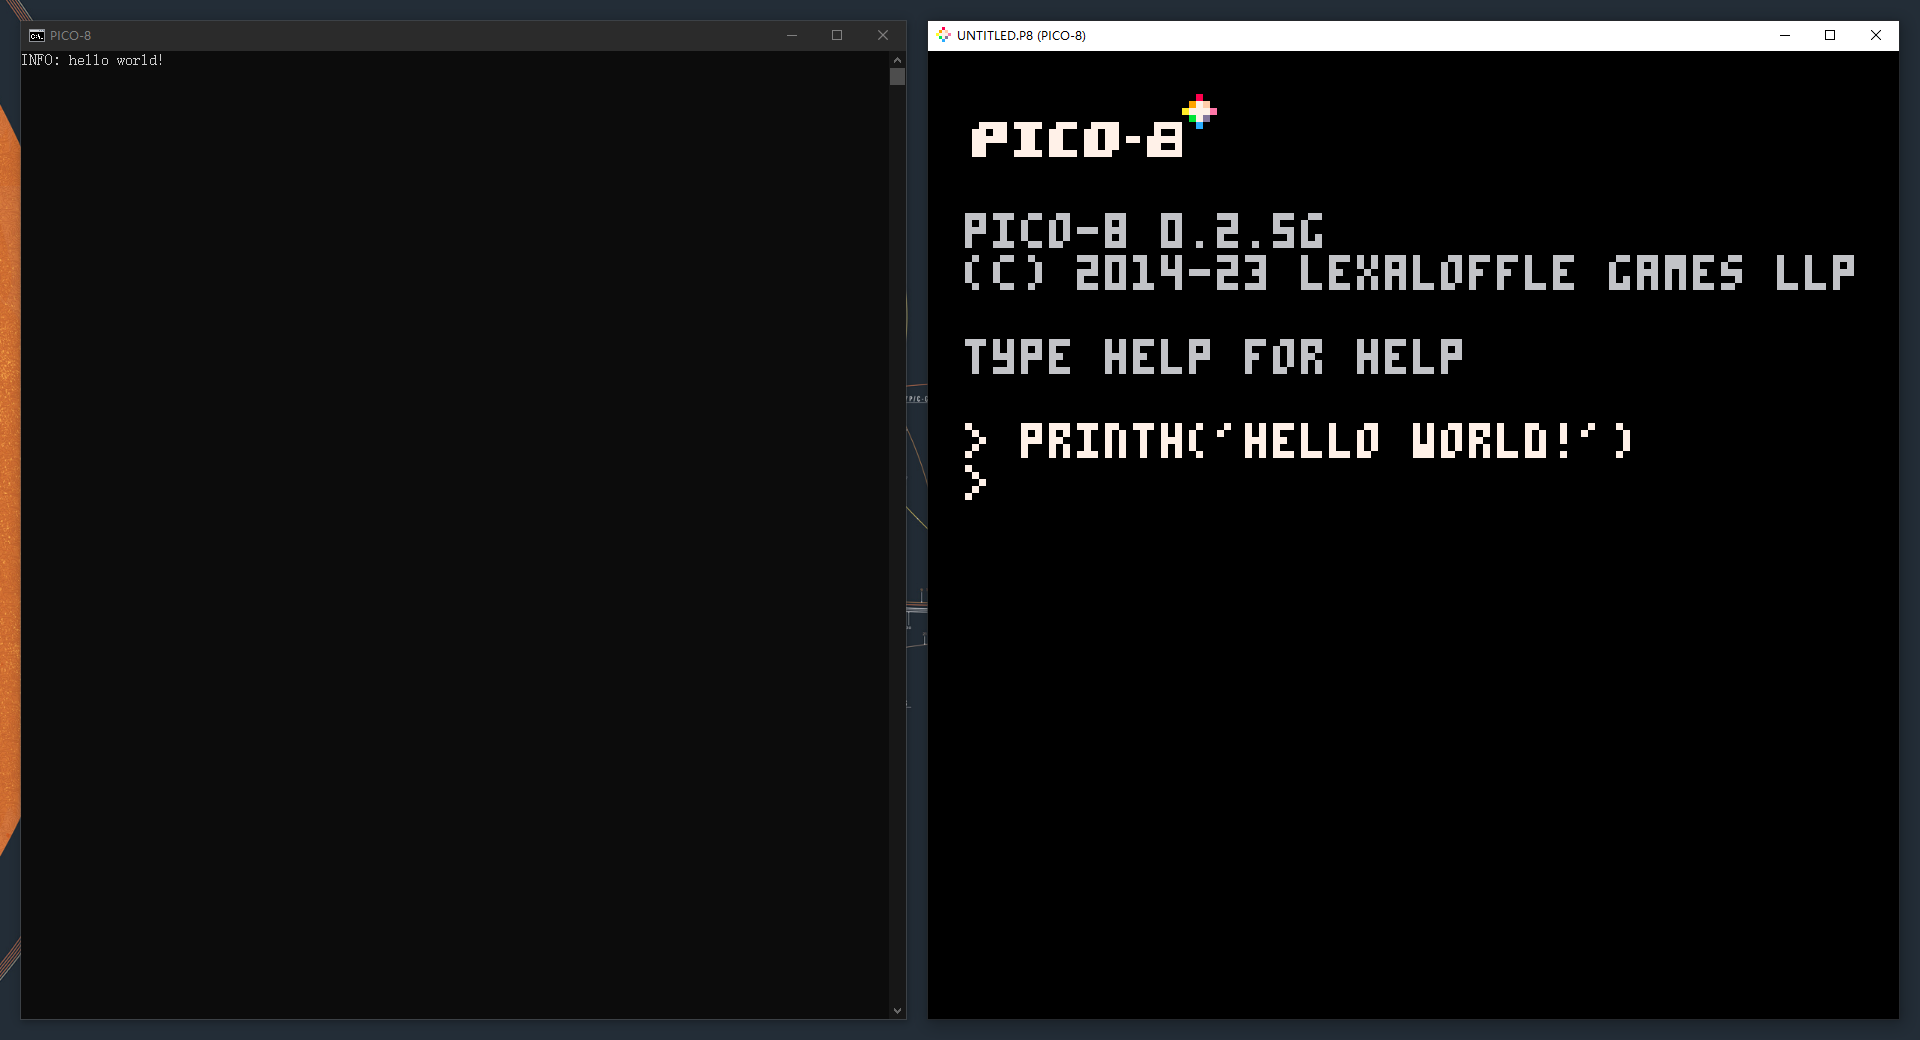 PICO-8
INFO: hello world!
UNTITLED.P8 (PICO-8)
PICO-8
PICO-8 0.2.5G
(C) 2014-23 LEXALOFFLE GAMES LLP
TYPE HELP FOR HELP
> PRINTH('HELLO WORLD!')
>